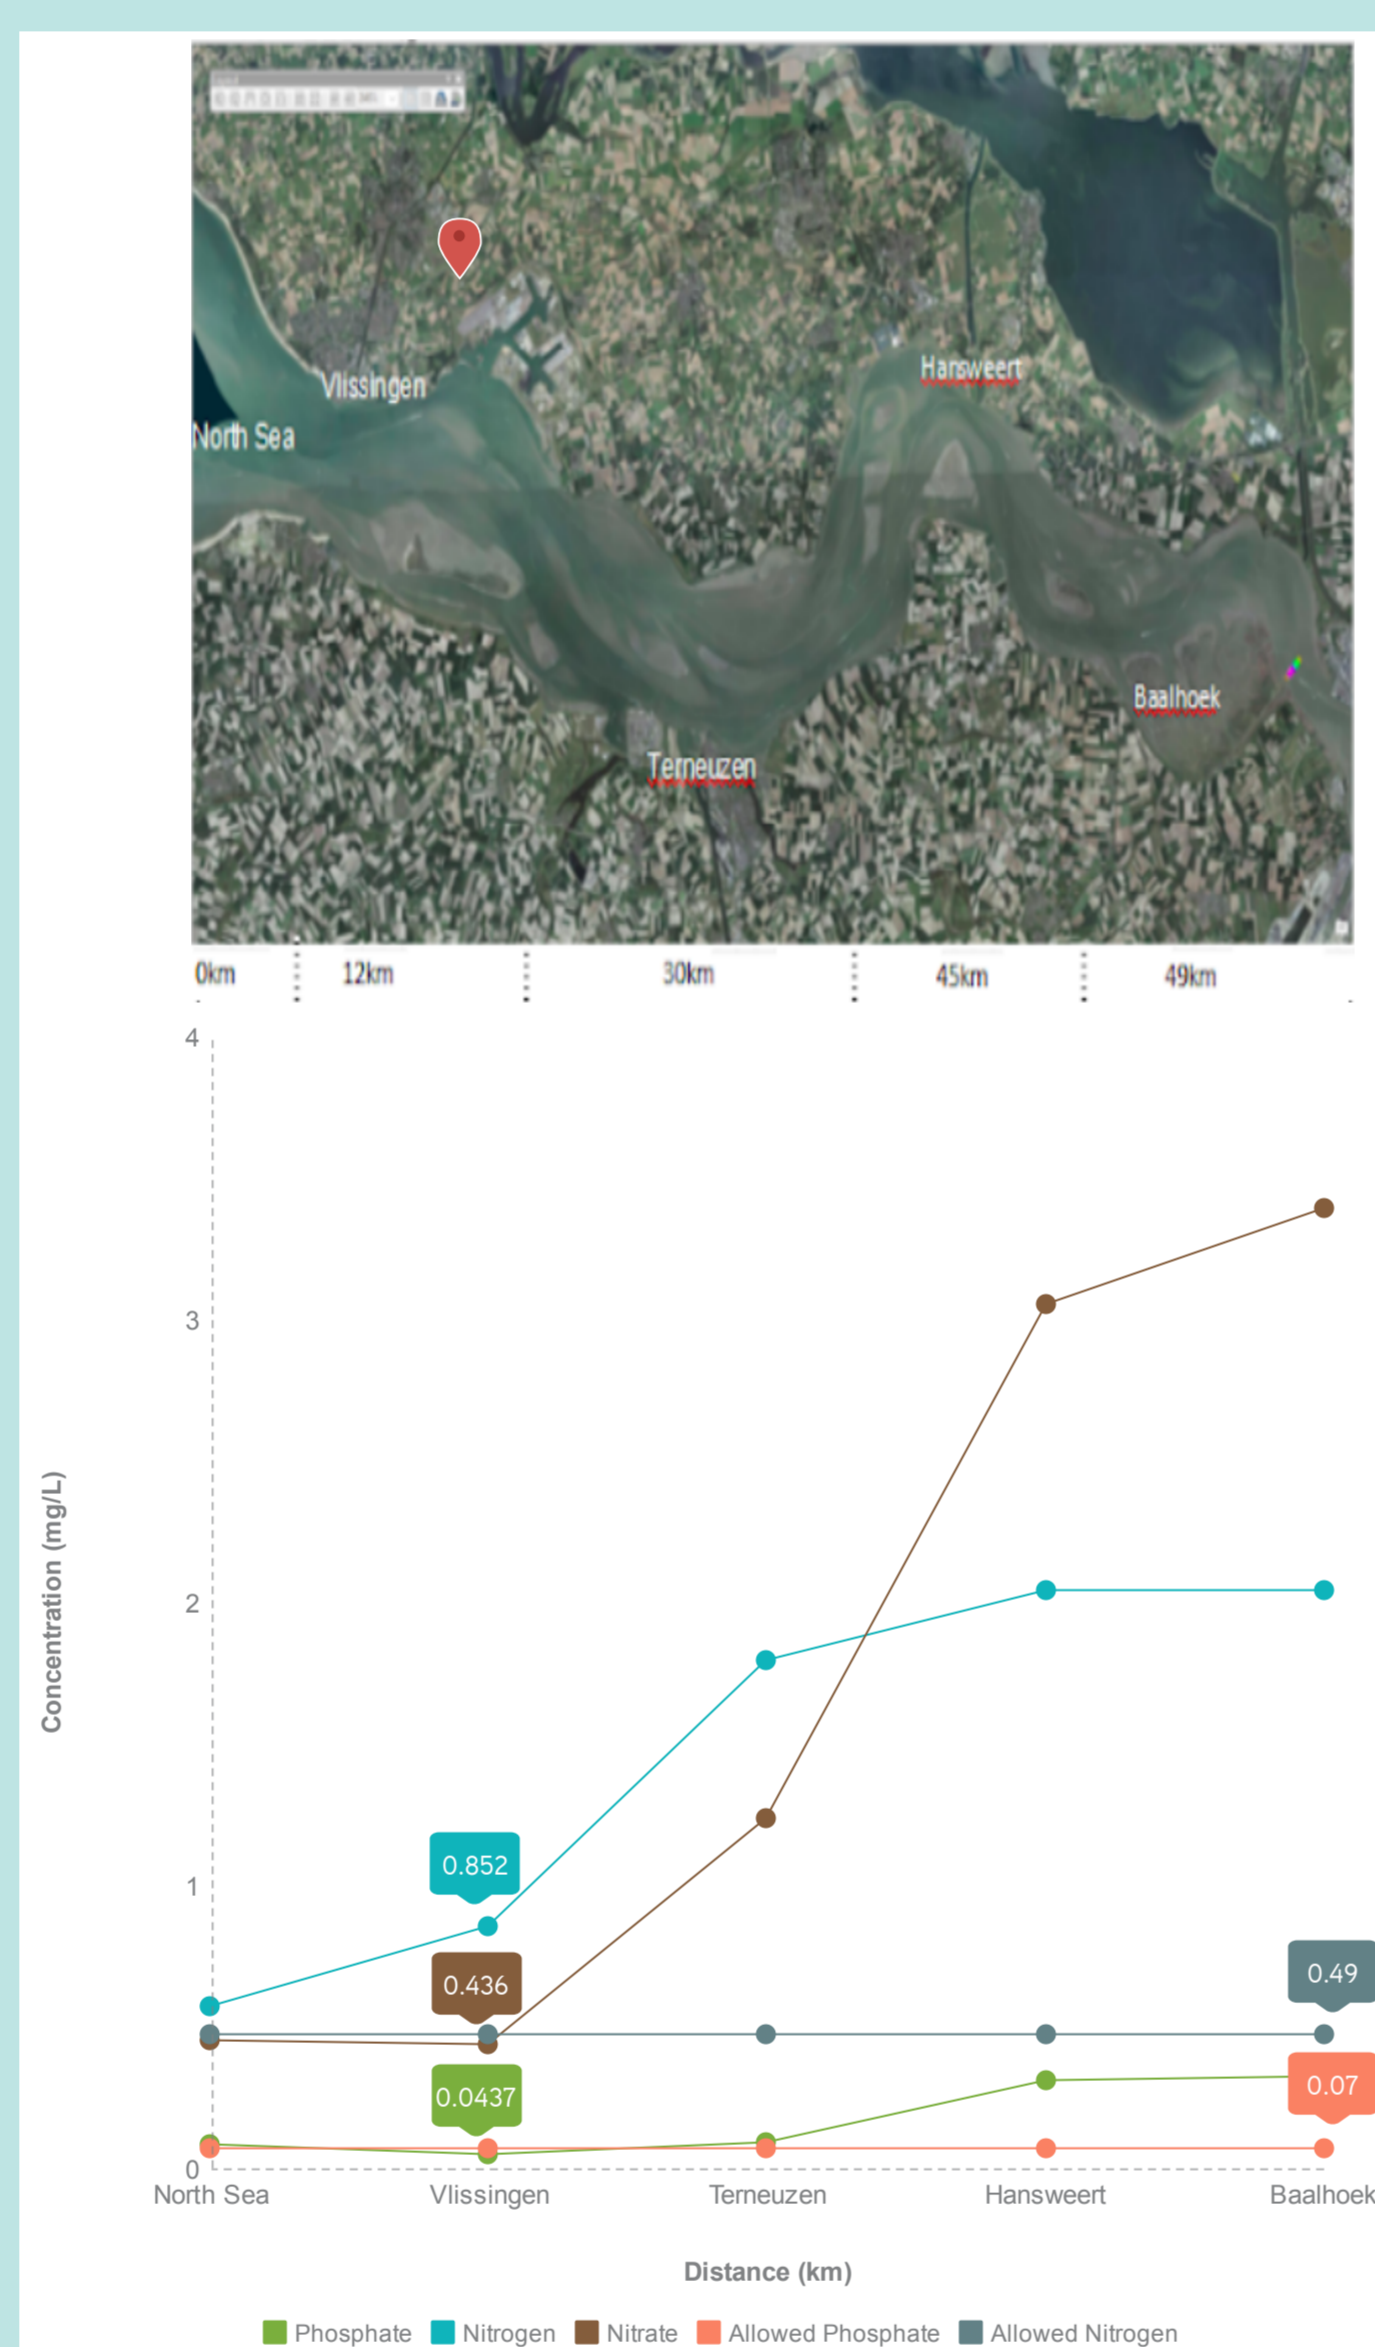 Vlissingen
Hansweert
North Sea
Baalhoek
Terneuzen
0km 12km 30km 45km 49km
4
3
2
1
0
Concentration (mg/L)
0.852
0.436
0.0437
0.49
0.07
North Sea Vlissingen Terneuzen Hansweert Baalhoek
Distance (km)
Phosphate Nitrogen Nitrate Allowed Phosphate Allowed Nitrogen